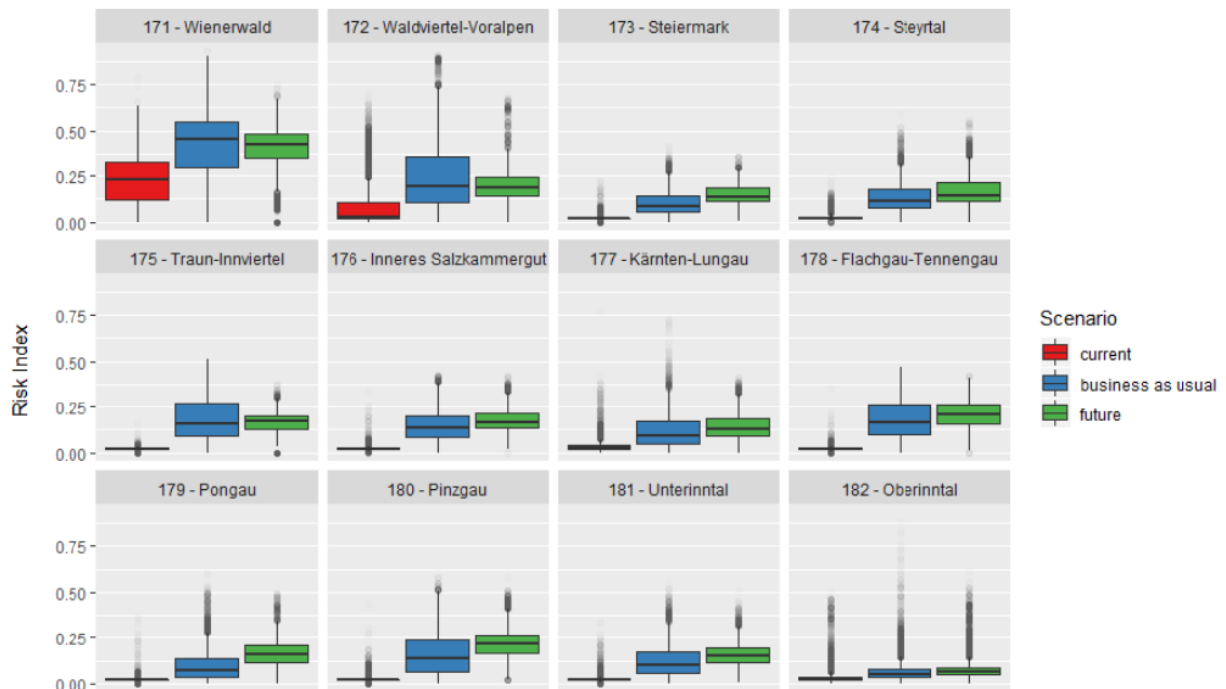 171 - Wienerwald
172 - Waldviertel-Voralpen
173 - Steiermark
174 - Steyrtal
0.75
0.50
0.25
0.00
175 - Traun-Innviertel
176 - Inneres Salzkammergut
177 - Kärnten-Lungau
178 - Flachgau-Tennengau
0.75
0.50
0.25
0.00
179 - Pongau
180 - Pinzgau
181 - Unterinntal
182 - Oberinntal
0.75
0.50
0.25
0.00
Risk Index
Scenario
current
business as usual
future